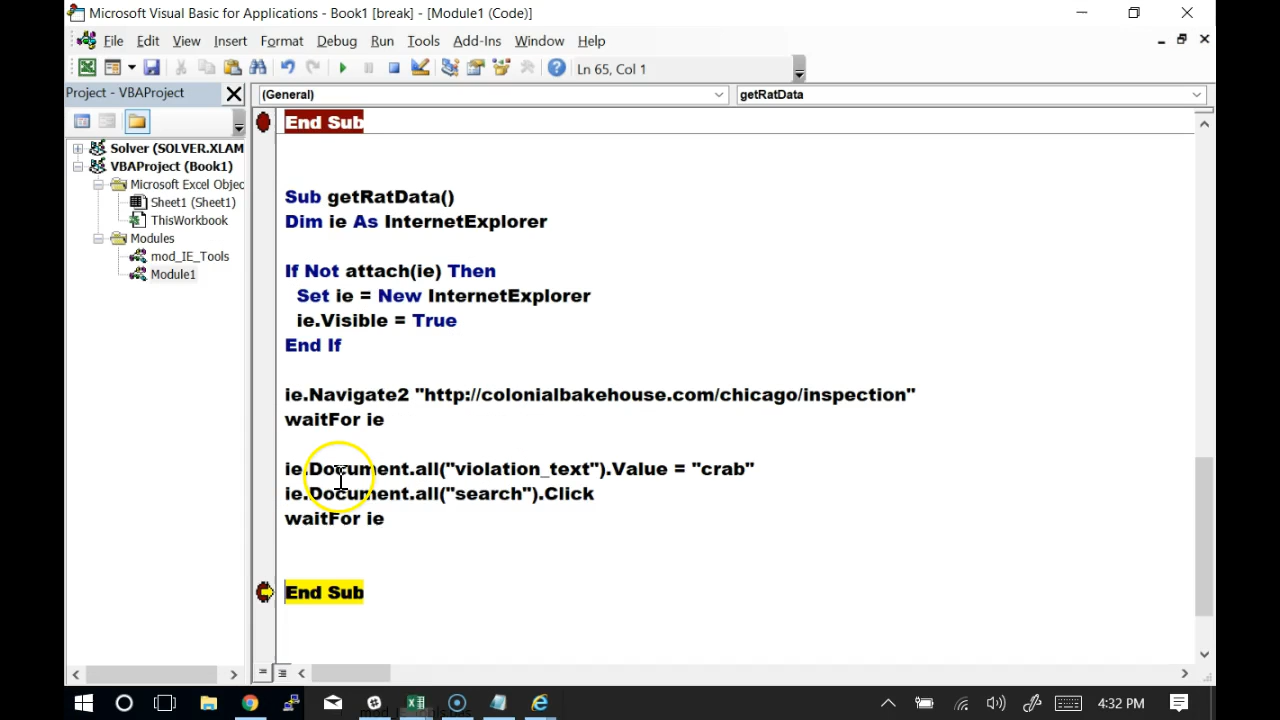 Microsoft Visual Basic for Applications - Book1 [break] - [Module1 (Code)]
File Edit View Insert Format Debug Run Tools Add-Ins Window Help
Ln 65, Col 1
Project - VBAProject
(General)
getRatData
Solver (SOLVER.XLAM
VBAProject (Book1)
Microsoft Excel Objec
Sheet1 (Sheet1)
ThisWorkbook
Modules
mod_IE_Tools
Module1
End Sub
Sub getRatData()
Dim ie As InternetExplorer
If Not attach(ie) Then
Set ie = New InternetExplorer
ie.Visible = True
End If
ie.Navigate2 "http://colonialbakehouse.com/chicago/inspection"
waitFor ie
ie.Document.all("violation_text").Value = "crab"
ie.Document.all("search").Click
waitFor ie
End Sub
4:32 PM